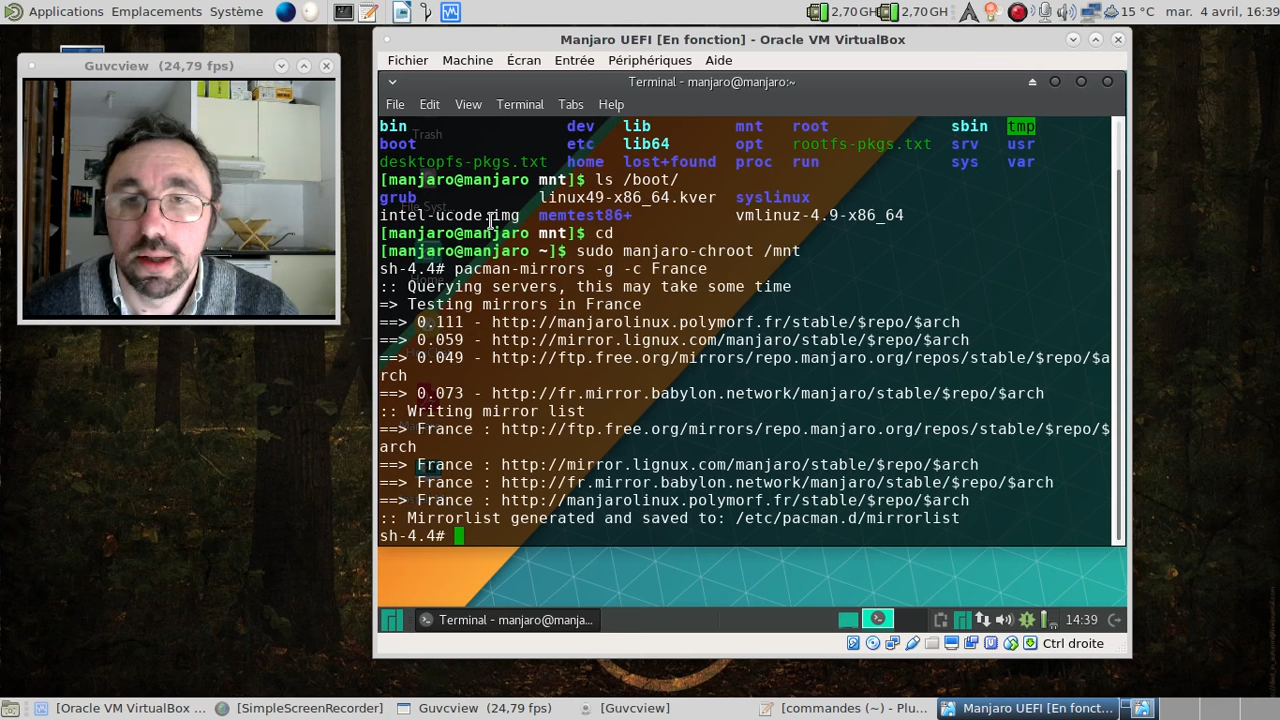 Applications Emplacements Système
2,70 GH 2,70 GH 15 °C mar. 4 avril, 16:39
Guvcview (24,79 fps)
Manjaro UEFI [En fonction] - Oracle VM VirtualBox
Fichier Machine Écran Entrée Périphériques Aide
Terminal - manjaro@manjaro:~
File Edit View Terminal Tabs Help
Trash
bin dev lib mnt root sbin tmp
boot etc lib64 opt rootfs-pkgs.txt srv usr
desktopfs-pkgs.txt home lost+found proc run sys var
[manjaro@manjaro mnt]$ ls /boot/
grub linux49-x86_64.kver syslinux
intel-ucode.img memtest86+ vmlinuz-4.9-x86_64
[manjaro@manjaro mnt]$ cd
[manjaro@manjaro ~]$ sudo manjaro-chroot /mnt
sh-4.4# pacman-mirrors -g -c France
:: Querying servers, this may take some time
=> Testing mirrors in France
==> 0.111 - http://manjarolinux.polymorf.fr/stable/$repo/$arch
==> 0.059 - http://mirror.lignux.com/manjaro/stable/$repo/$arch
==> 0.049 - http://ftp.free.org/mirrors/repo.manjaro.org/repos/stable/$repo/$a
rch
==> 0.073 - http://fr.mirror.babylon.network/manjaro/stable/$repo/$arch
:: Writing mirror list
==> France : http://ftp.free.org/mirrors/repo.manjaro.org/repos/stable/$repo/$
arch
==> France : http://mirror.lignux.com/manjaro/stable/$repo/$arch
==> France : http://fr.mirror.babylon.network/manjaro/stable/$repo/$arch
==> France : http://manjarolinux.polymorf.fr/stable/$repo/$arch
:: Mirrorlist generated and saved to: /etc/pacman.d/mirrorlist
sh-4.4#
Terminal - manjaro@manja... 14:39
Ctrl droite
[Oracle VM VirtualBox ... [SimpleScreenRecorder] Guvcview (24,79 fps) [Guvcview] [commandes (~) - Plu... Manjaro UEFI [En fonct...